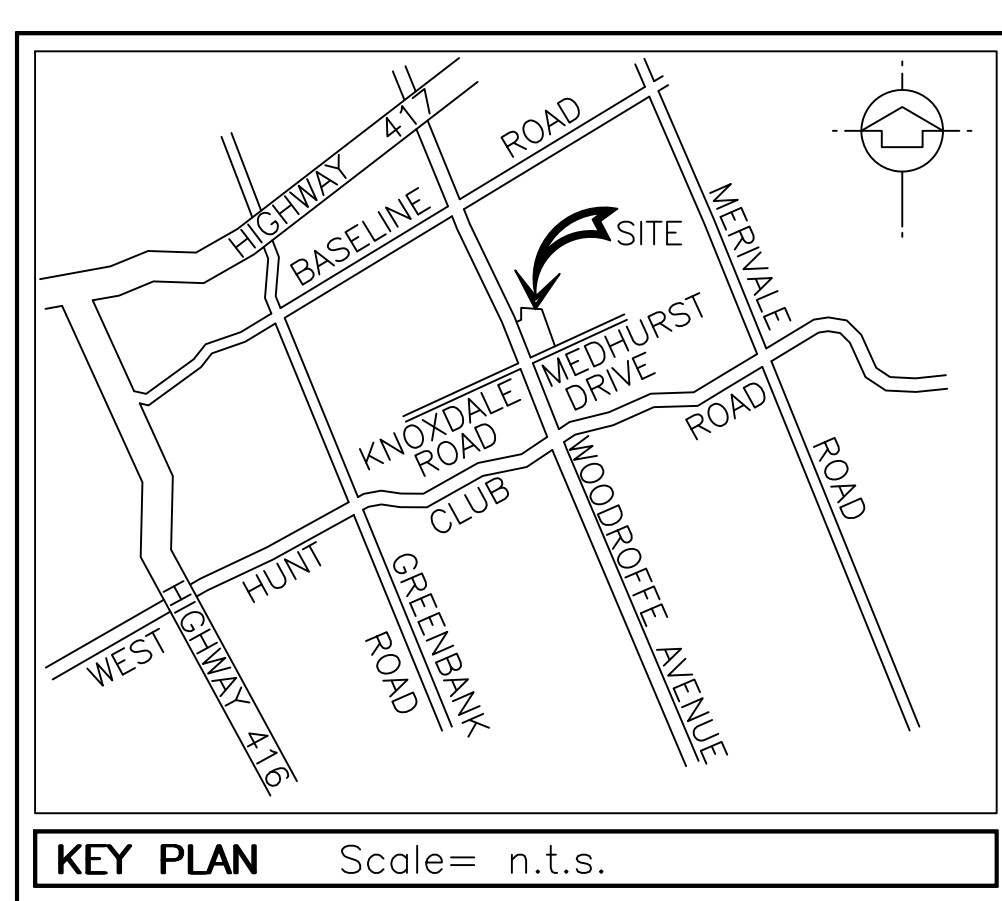 HIGHWAY 417
BASELINE ROAD
SITE
MERIVALE ROAD
MEDHURST
DRIVE
KNOXDALE
ROAD
WEST HUNT CLUB ROAD
WOODROFFE AVENUE
GREENBANK ROAD
HIGHWAY 416
KEY PLAN Scale= n.t.s.